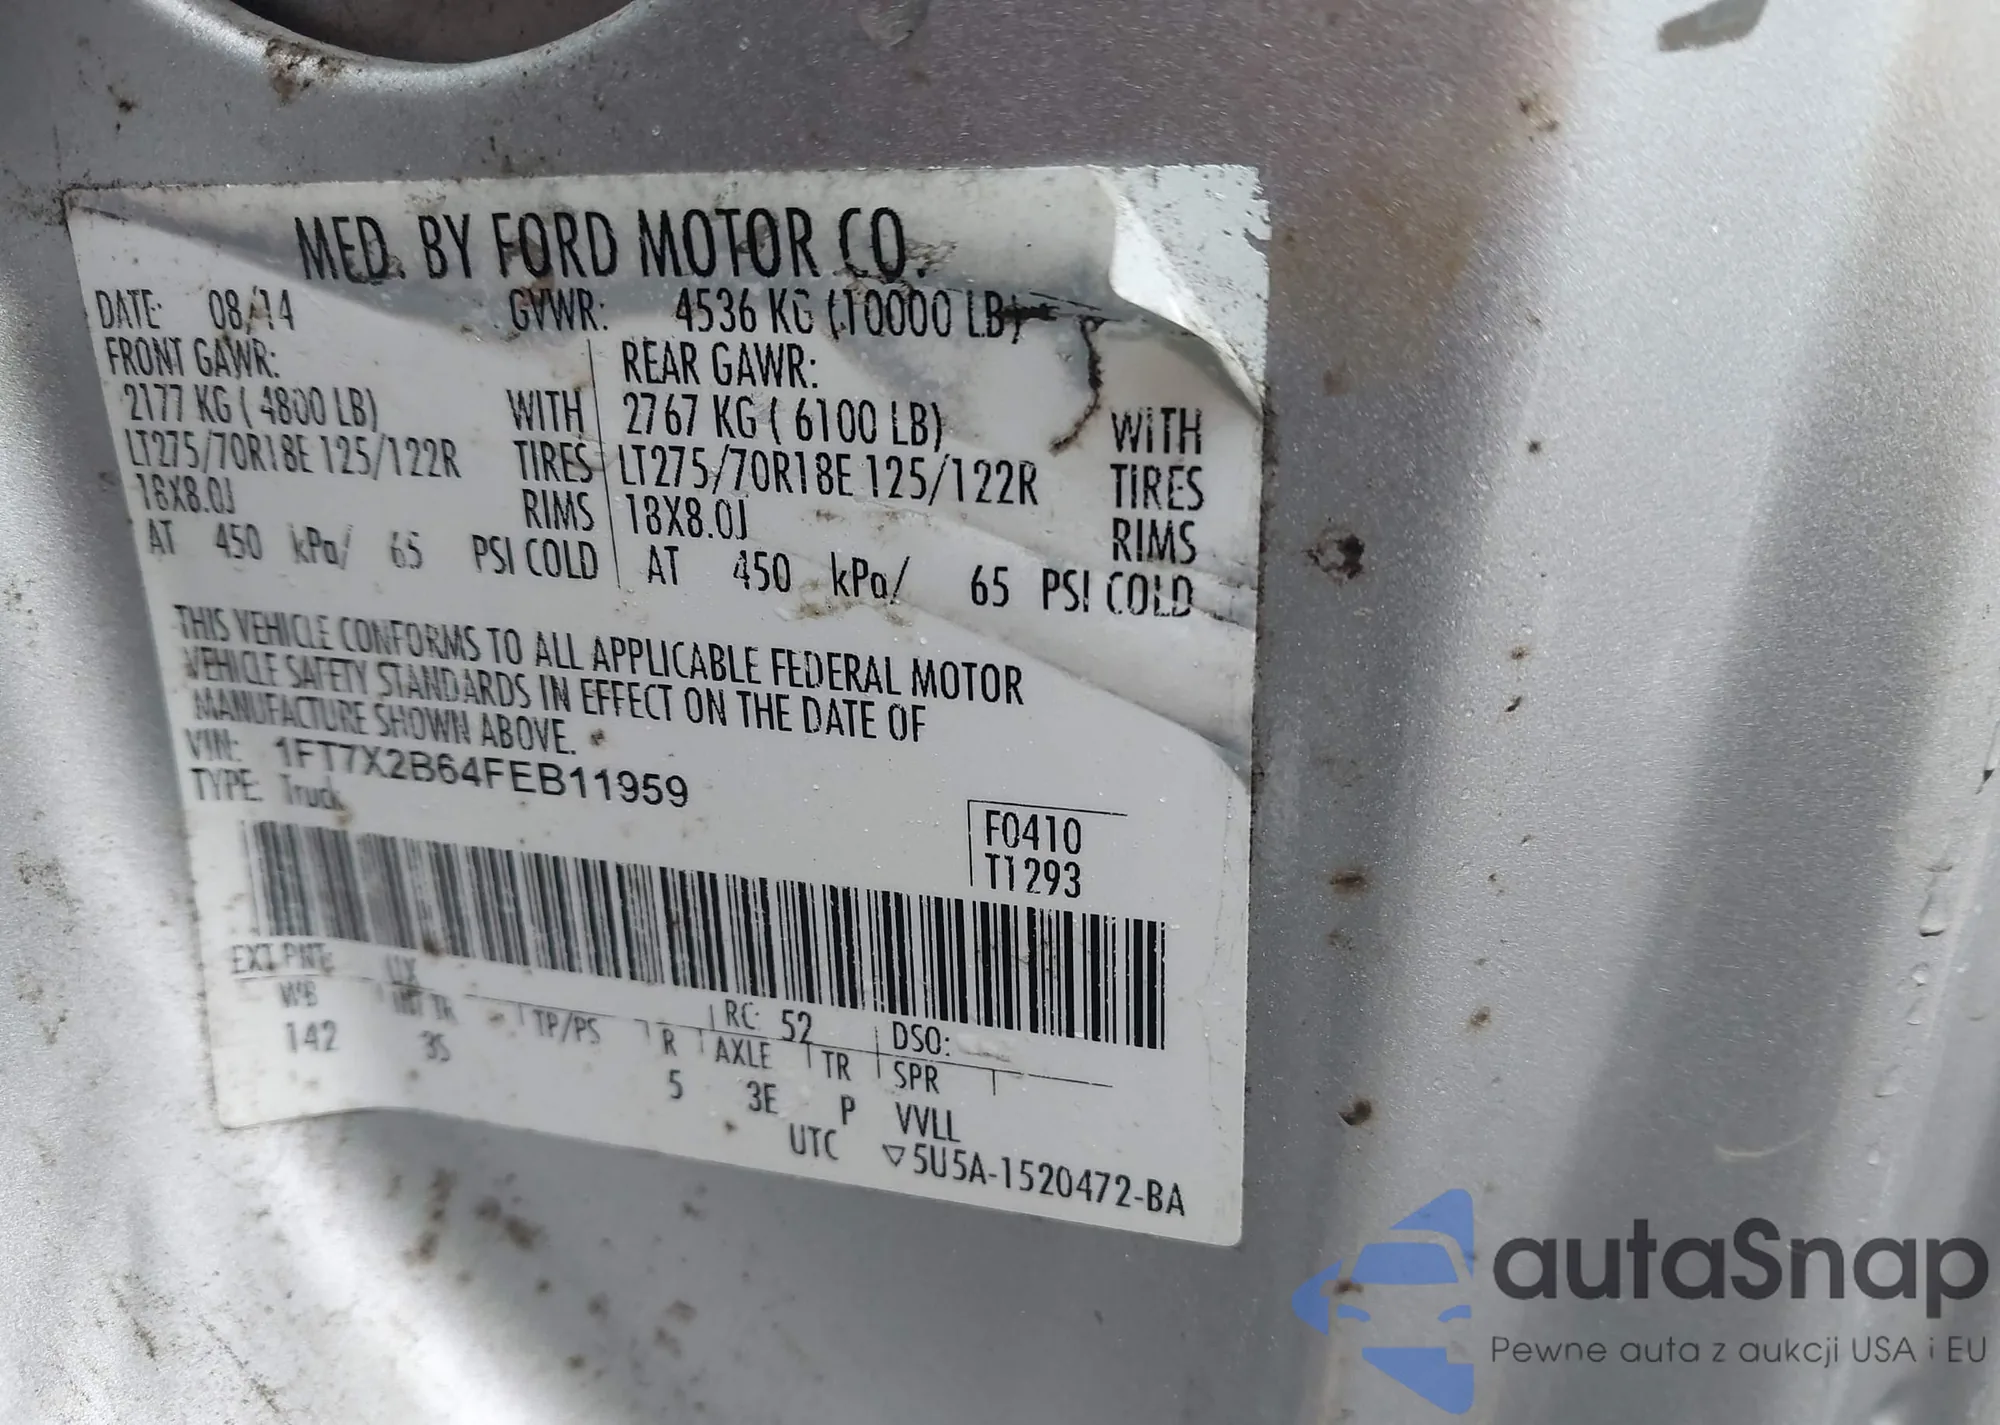 MFD. BY FORD MOTOR CO.
DATE: 08/14 GVWR: 4536 KG (10000 LB)
FRONT GAWR: REAR GAWR:
2177 KG ( 4800 LB) WITH 2767 KG ( 6100 LB) WITH
LT275/70R18E 125/122R TIRES LT275/70R18E 125/122R TIRES
18X8.0J RIMS 18X8.0J RIMS
AT 450 kPa/ 65 PSI COLD AT 450 kPa/ 65 PSI COLD
THIS VEHICLE CONFORMS TO ALL APPLICABLE FEDERAL MOTOR
VEHICLE SAFETY STANDARDS IN EFFECT ON THE DATE OF
MANUFACTURE SHOWN ABOVE.
VIN: 1FT7X2B64FEB11959
TYPE: Truck
F0410
T1293
EXT PNT: UX RC: 52 DSO:
WB INT TR TP/PS R AXLE TR SPR
142 3S 5 3E P VVLL
UTC ▽5U5A-1520472-BA
autaSnap
Pewne auta z aukcji USA i EU